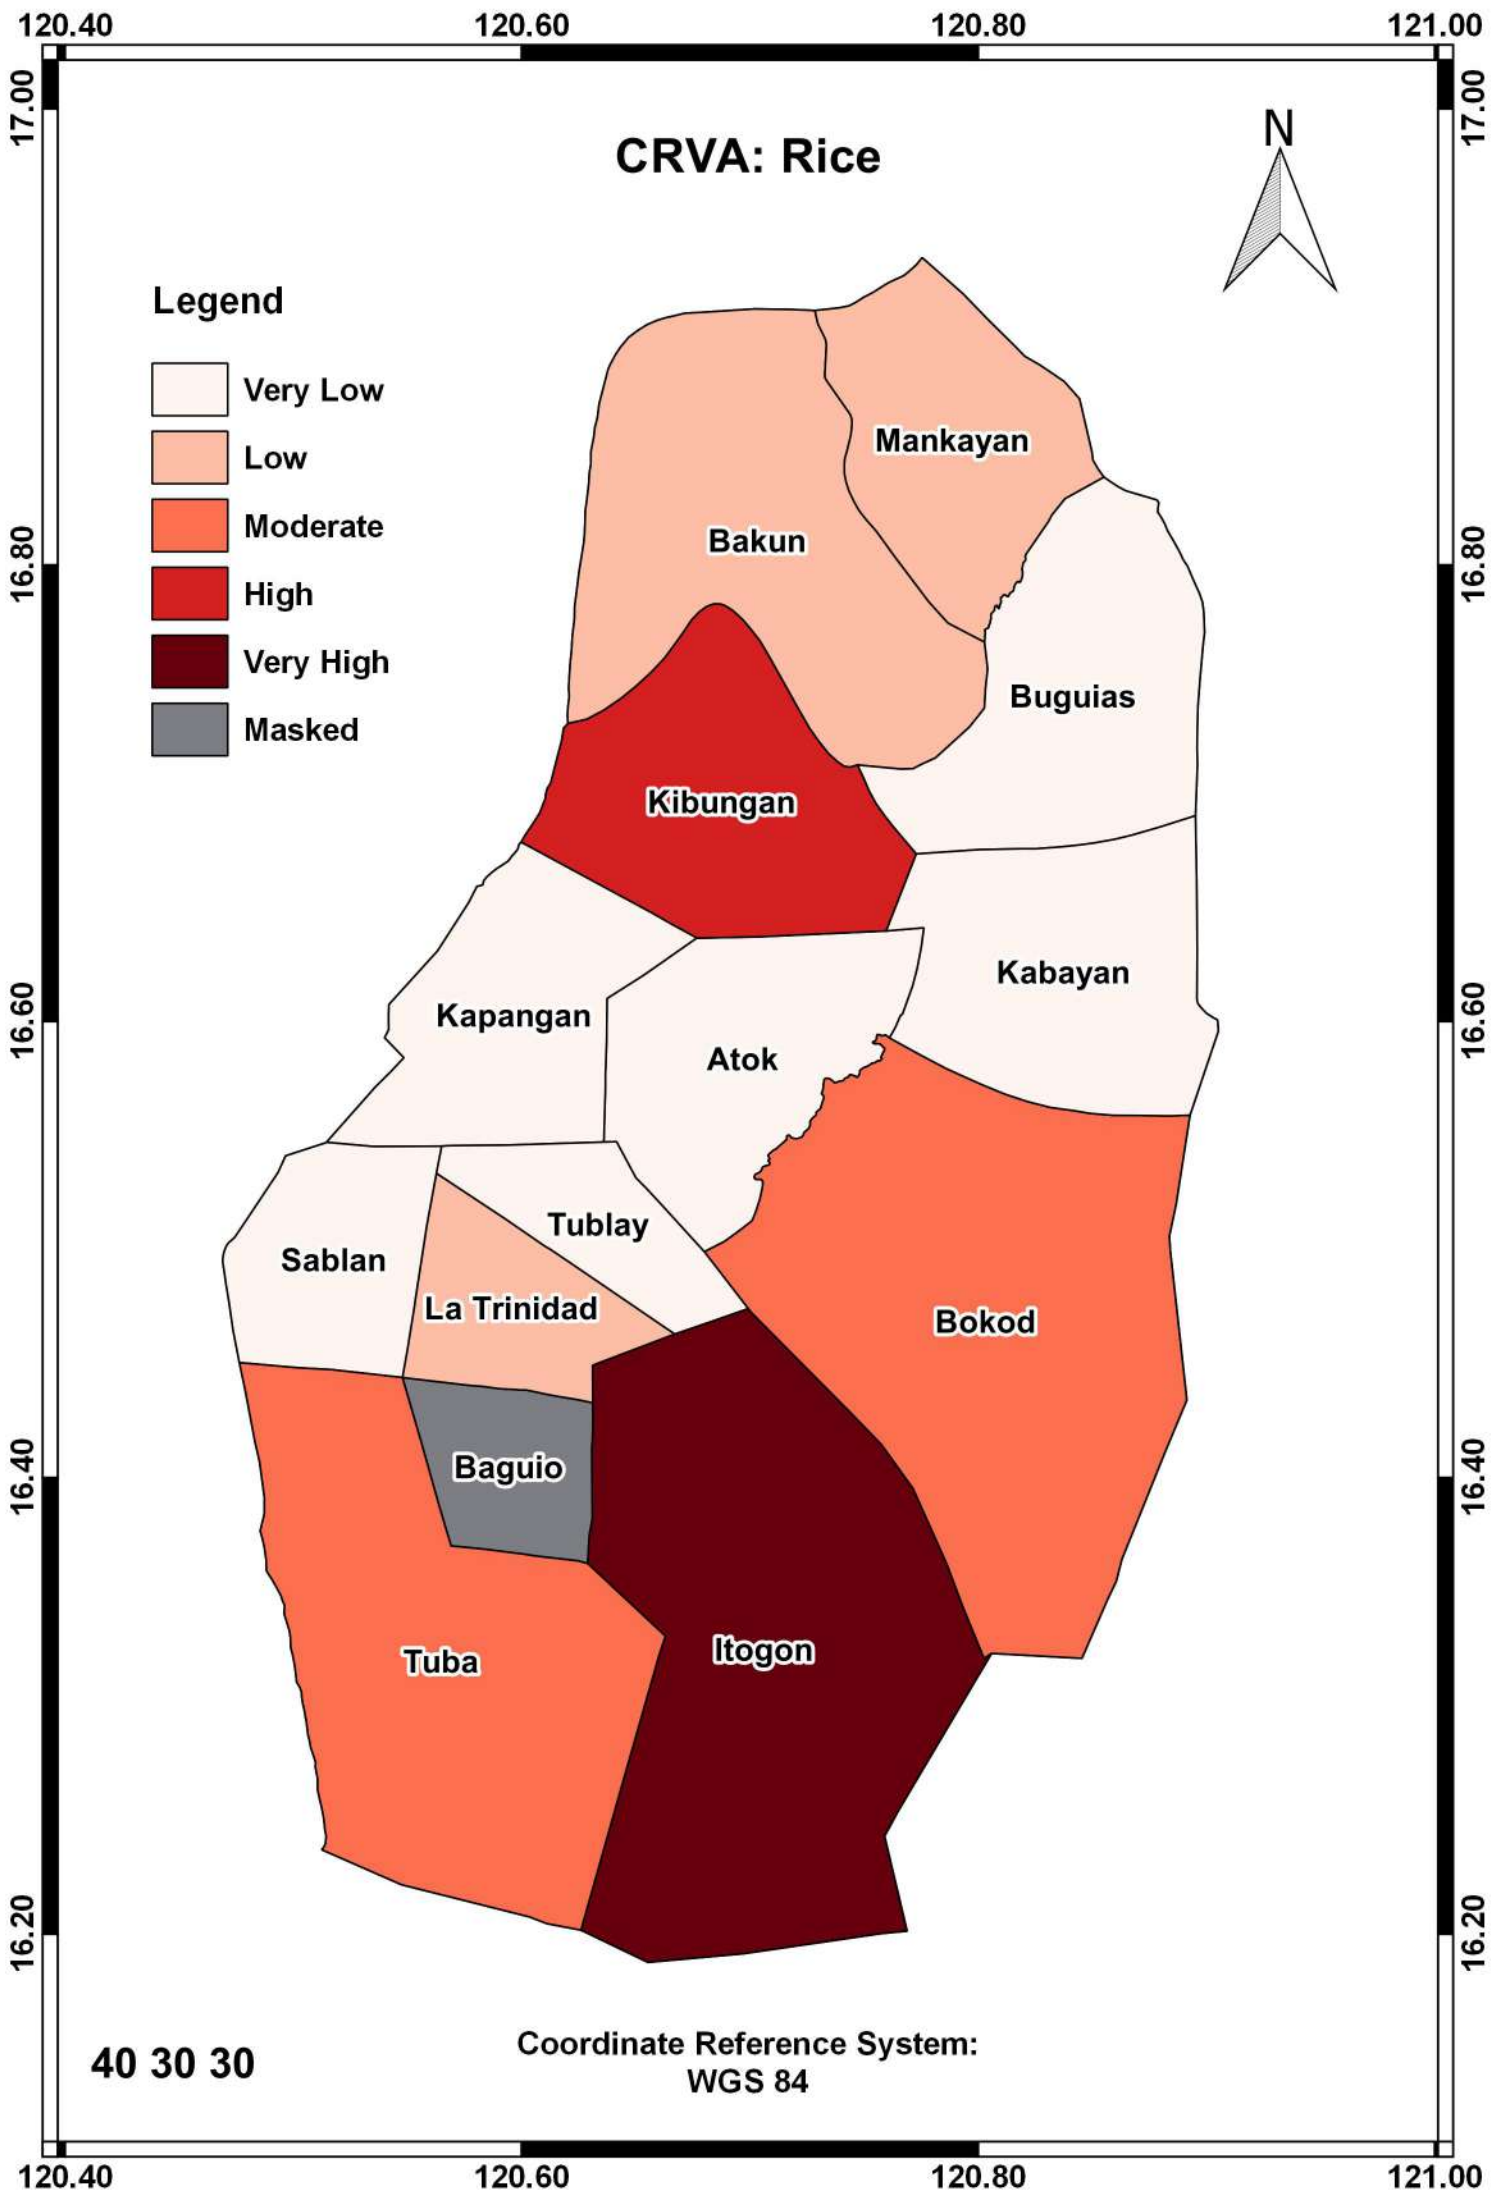 120.40 120.60 120.80 121.00
17.00 17.00
N
CRVA: Rice
Legend
Very Low
Low
Moderate
High
Very High
Masked
Mankayan
Bakun
16.80 16.80
Buguias
Kibungan
Kabayan
Kapangan
16.60 16.60
Atok
Tublay
Sablan
La Trinidad
Bokod
Baguio
16.40 16.40
Itogon
Tuba
16.20 16.20
Coordinate Reference System:
WGS 84
40 30 30
120.40 120.60 120.80 121.00